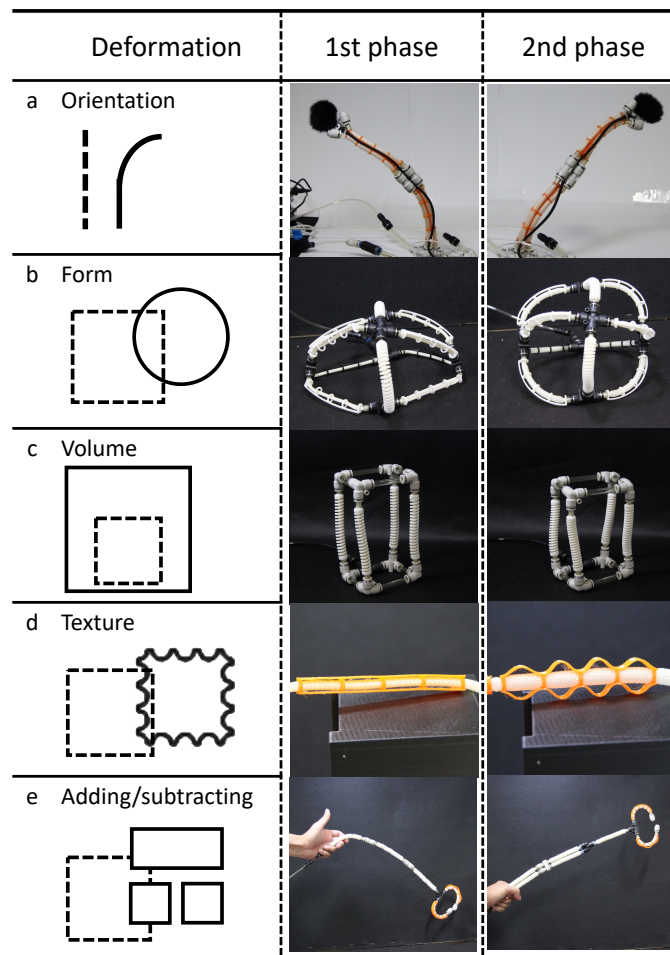 Deformation 1st phase 2nd phase
a Orientation
b Form
c Volume
d Texture
e Adding/subtracting